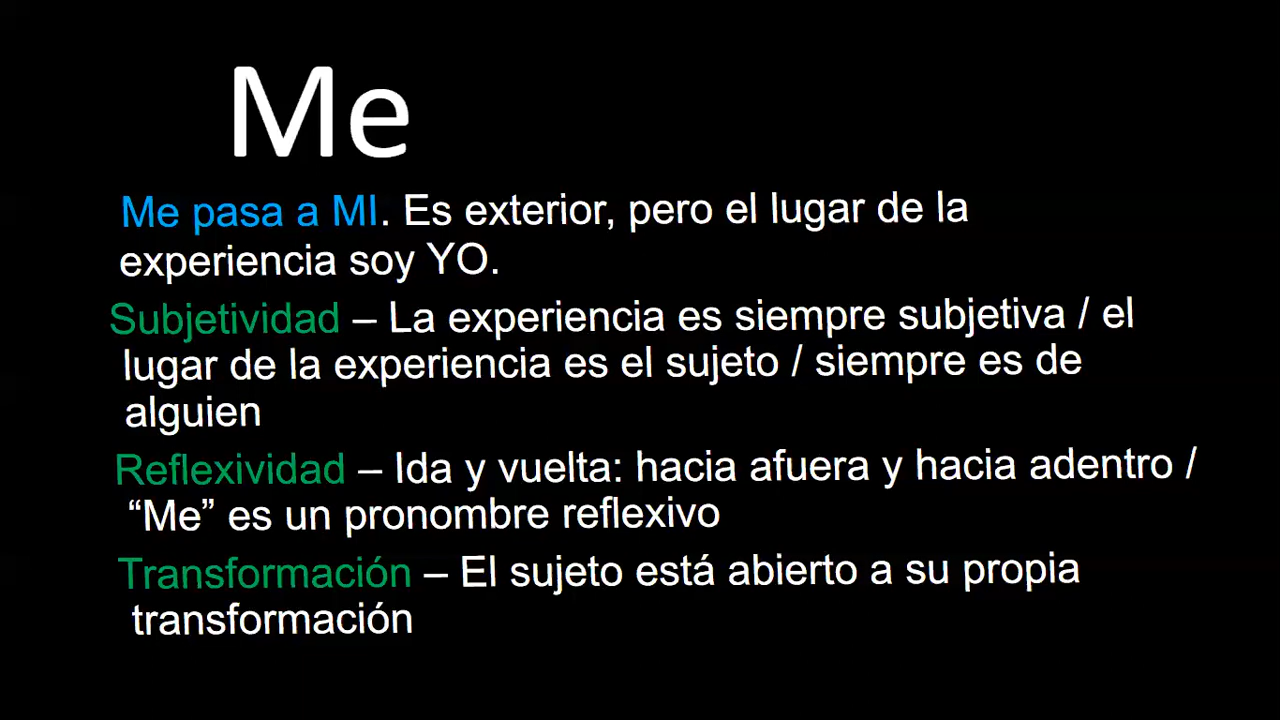 Me
Me pasa a MI. Es exterior, pero el lugar de la
experiencia soy YO.
Subjetividad – La experiencia es siempre subjetiva / el
lugar de la experiencia es el sujeto / siempre es de
alguien
Reflexividad – Ida y vuelta: hacia afuera y hacia adentro /
“Me” es un pronombre reflexivo
Transformación – El sujeto está abierto a su propia
transformación